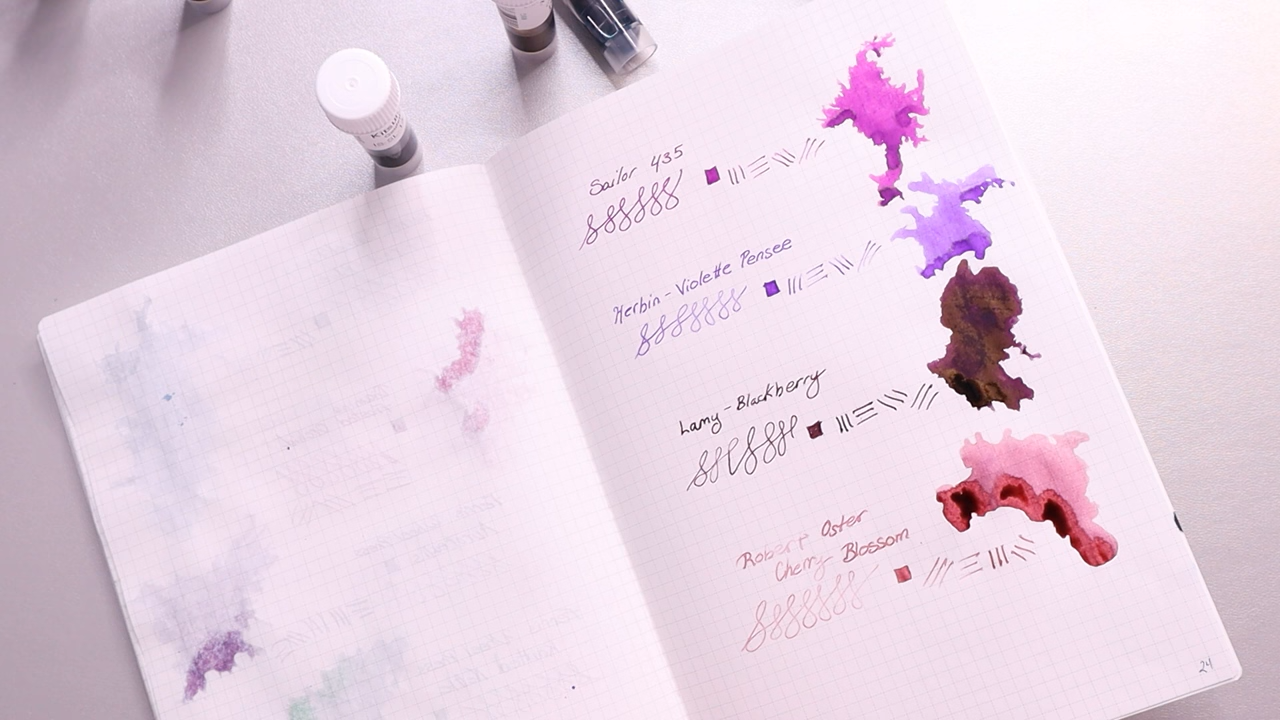 Sailor 435
Herbin - Violette Pensee
Lamy - Blackberry
Robert Oster
Cherry Blossom
24